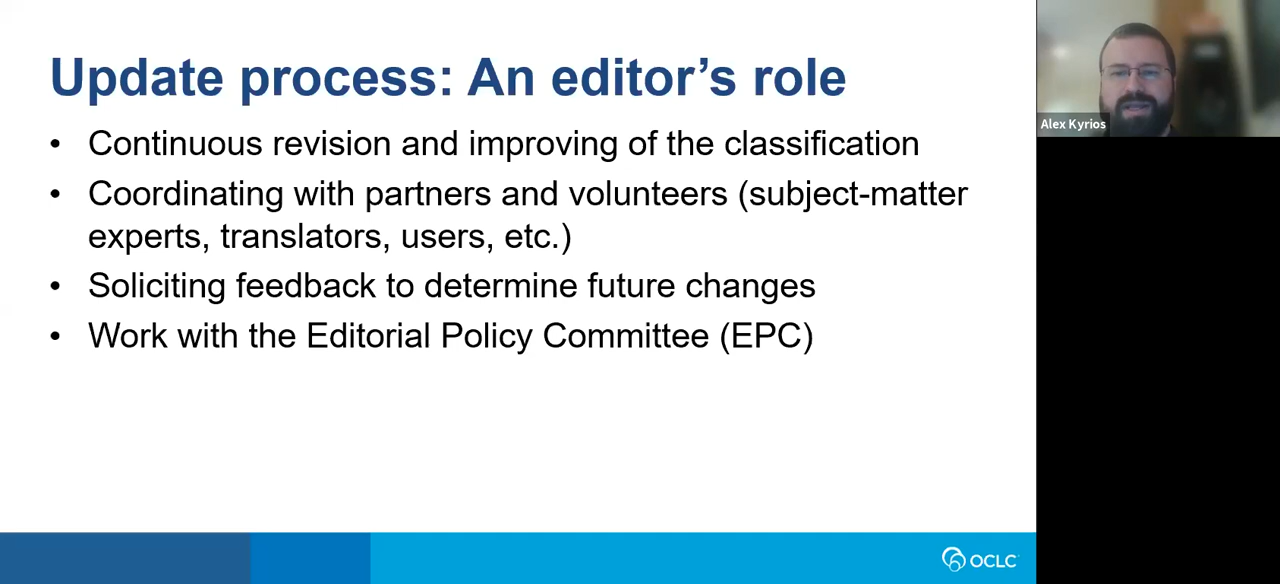 Update process: An editor’s role
• Continuous revision and improving of the classification
• Coordinating with partners and volunteers (subject-matter
experts, translators, users, etc.)
• Soliciting feedback to determine future changes
• Work with the Editorial Policy Committee (EPC)
Alex Kyrios
OCLC